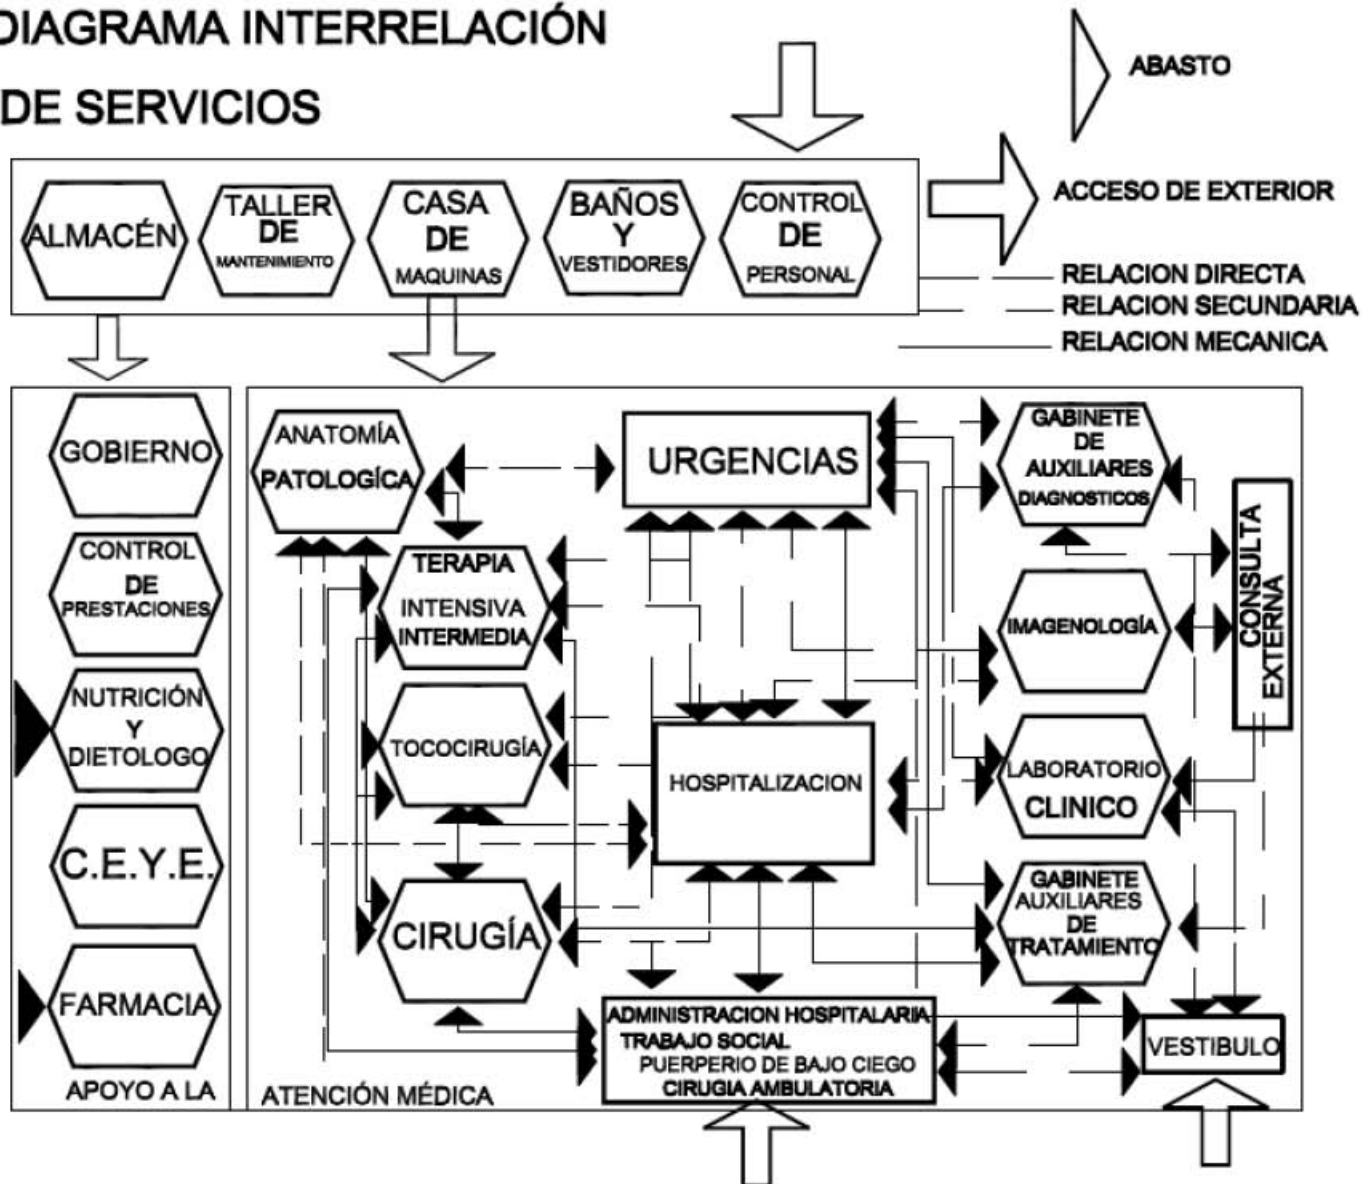 DIAGRAMA INTERRELACIÓN
DE SERVICIOS
ABASTO
ACCESO DE EXTERIOR
RELACION DIRECTA
RELACION SECUNDARIA
RELACION MECANICA
ALMACÉN
TALLER
DE
MANTENIMIENTO
CASA
DE
MAQUINAS
BAÑOS
Y
VESTIDORES
CONTROL
DE
PERSONAL
GOBIERNO
CONTROL
DE
PRESTACIONES
NUTRICIÓN
Y
DIETOLOGO
C.E.Y.E.
FARMACIA
APOYO A LA
ATENCIÓN MÉDICA
ANATOMÍA
PATOLOGÍCA
TERAPIA
INTENSIVA
INTERMEDIA
TOCOCIRUGÍA
CIRUGÍA
URGENCIAS
HOSPITALIZACION
ADMINISTRACION HOSPITALARIA
TRABAJO SOCIAL
PUERPERIO DE BAJO CIEGO
CIRUGIA AMBULATORIA
GABINETE
DE
AUXILIARES
DIAGNOSTICOS
IMAGENOLOGÍA
LABORATORIO
CLINICO
GABINETE
AUXILIARES
DE
TRATAMIENTO
CONSULTA
EXTERNA
VESTIBULO